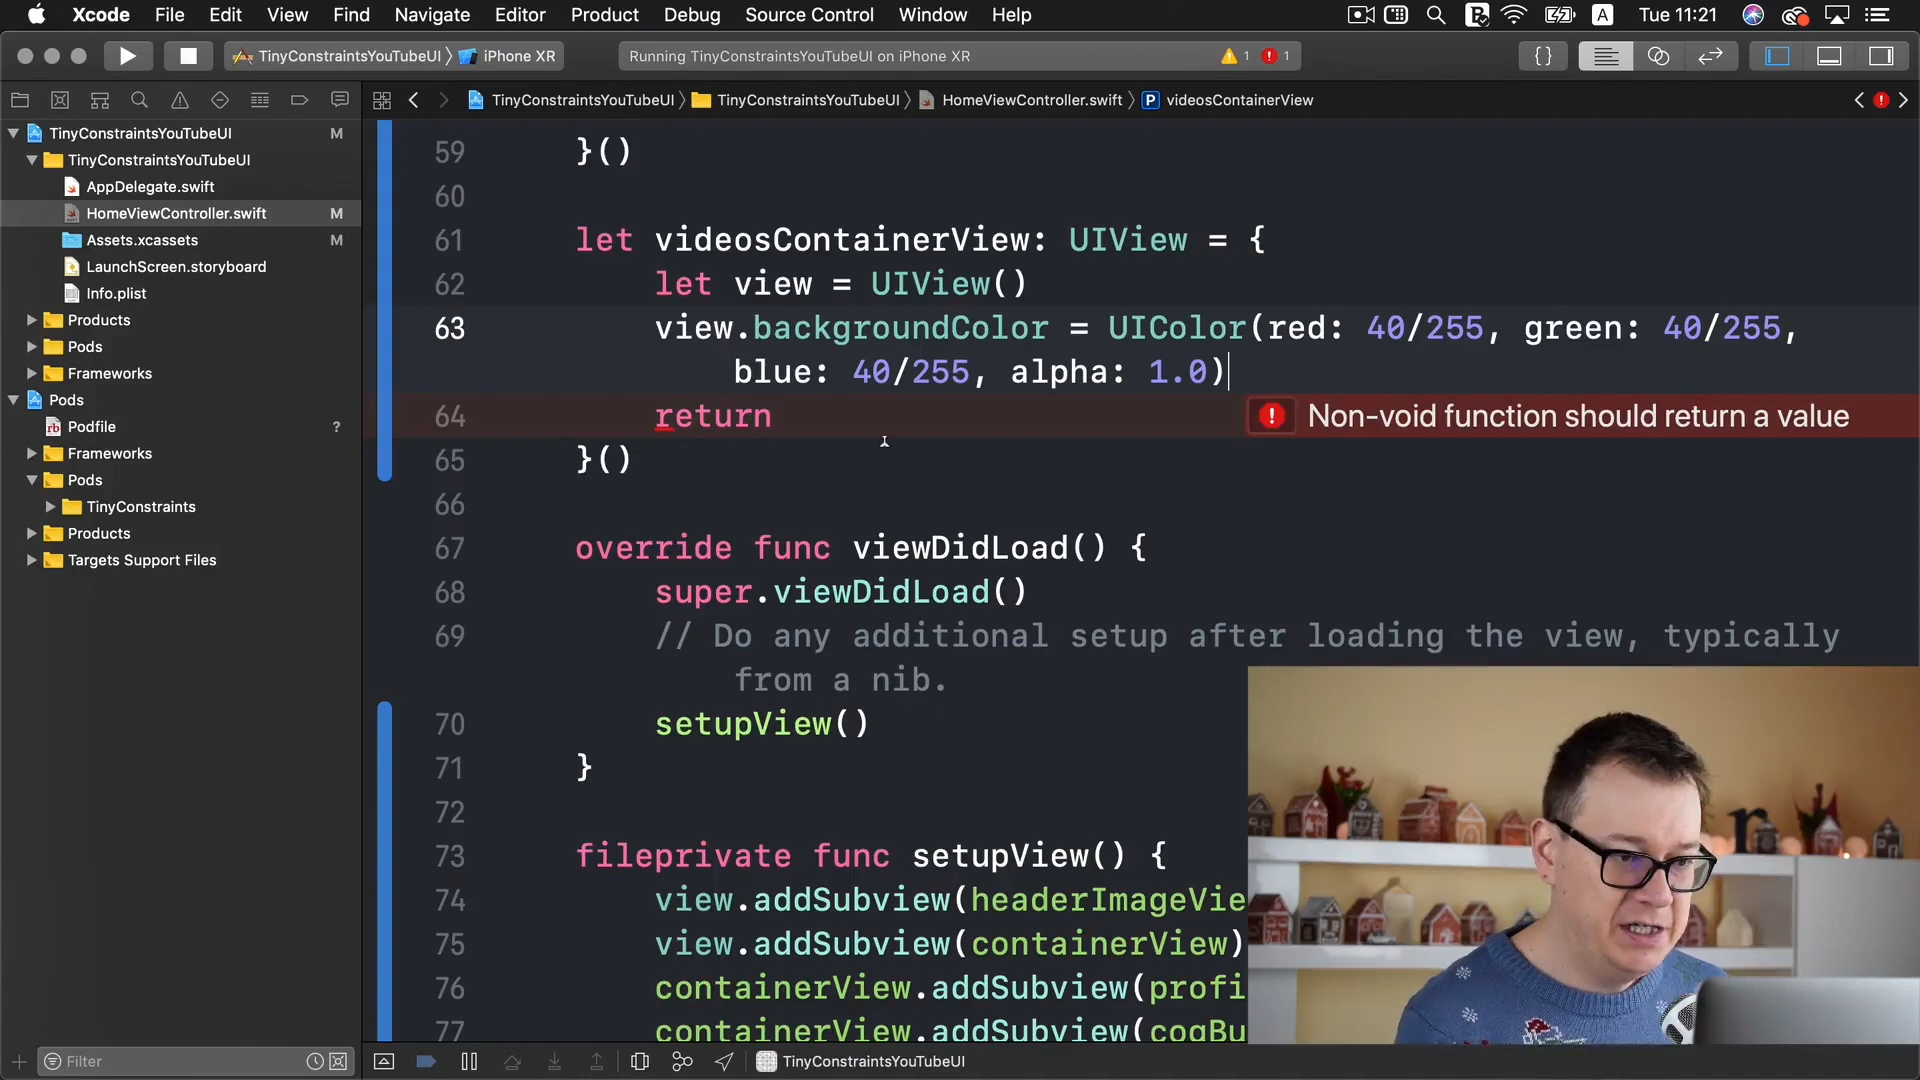 Xcode File Edit View Find Navigate Editor Product Debug Source Control Window Help A Tue 11:21
TinyConstraintsYouTubeUI iPhone XR Running TinyConstraintsYouTubeUI on iPhone XR 1 1 {}
TinyConstraintsYouTubeUI TinyConstraintsYouTubeUI HomeViewController.swift P videosContainerView
TinyConstraintsYouTubeUI M
TinyConstraintsYouTubeUI
AppDelegate.swift
HomeViewController.swift M
Assets.xcassets M
LaunchScreen.storyboard
Info.plist
Products
Pods
Frameworks
Pods
rb Podfile ?
Frameworks
Pods
TinyConstraints
Products
Targets Support Files
Filter
59 }()
60
61 let videosContainerView: UIView = {
62 let view = UIView()
63 view.backgroundColor = UIColor(red: 40/255, green: 40/255,
blue: 40/255, alpha: 1.0)
64 return Non-void function should return a value
65 }()
66
67 override func viewDidLoad() {
68 super.viewDidLoad()
69 // Do any additional setup after loading the view, typically
from a nib.
70 setupView()
71 }
72
73 fileprivate func setupView() {
74 view.addSubview(headerImageVie
75 view.addSubview(containerView)
76 containerView.addSubview(profi
77 containerView.addSubview(cogBu
TinyConstraintsYouTubeUI